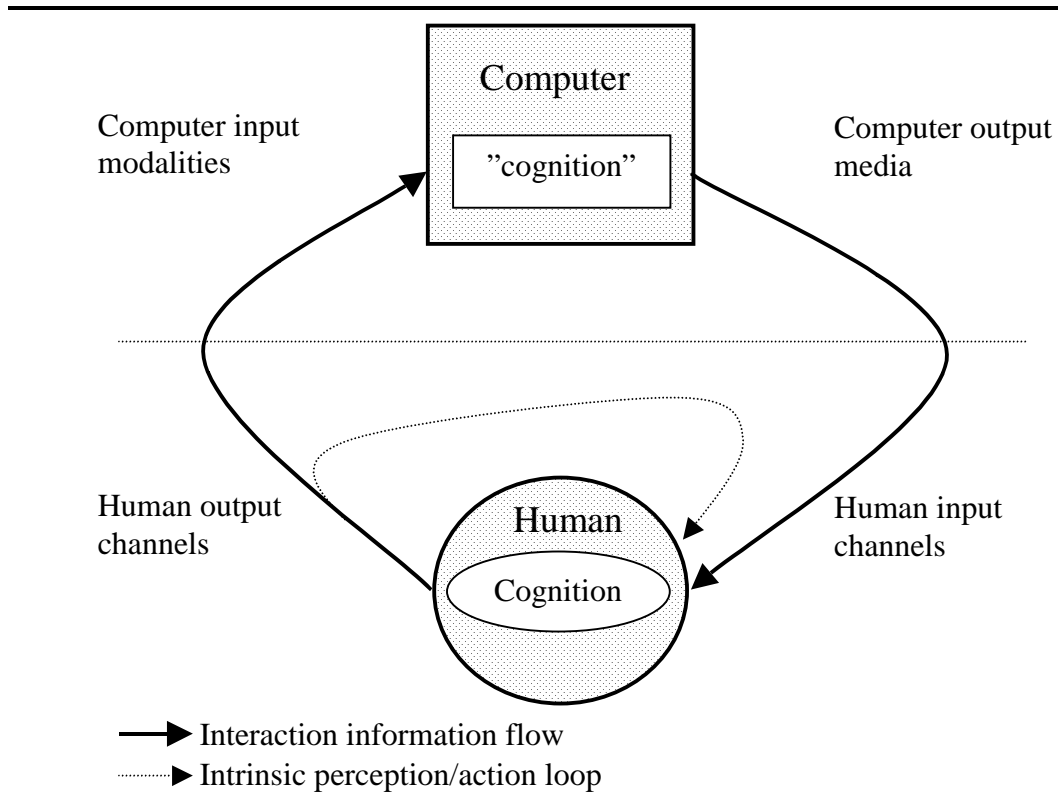 Computer
”cognition”
Computer input
modalities
Computer output
media
Human output
channels
Human
Cognition
Human input
channels
Interaction information flow
Intrinsic perception/action loop